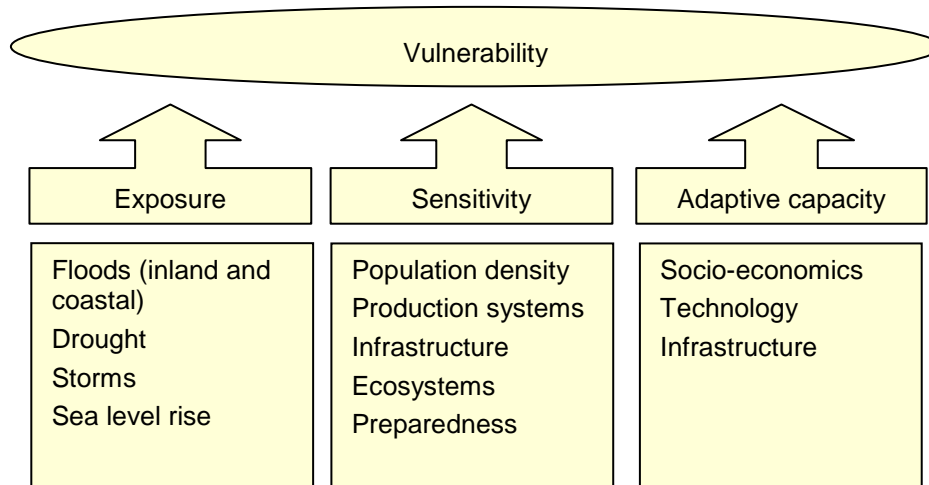 Vulnerability
Exposure
Sensitivity
Adaptive capacity
Floods (inland and
coastal)
Drought
Storms
Sea level rise
Population density
Production systems
Infrastructure
Ecosystems
Preparedness
Socio-economics
Technology
Infrastructure